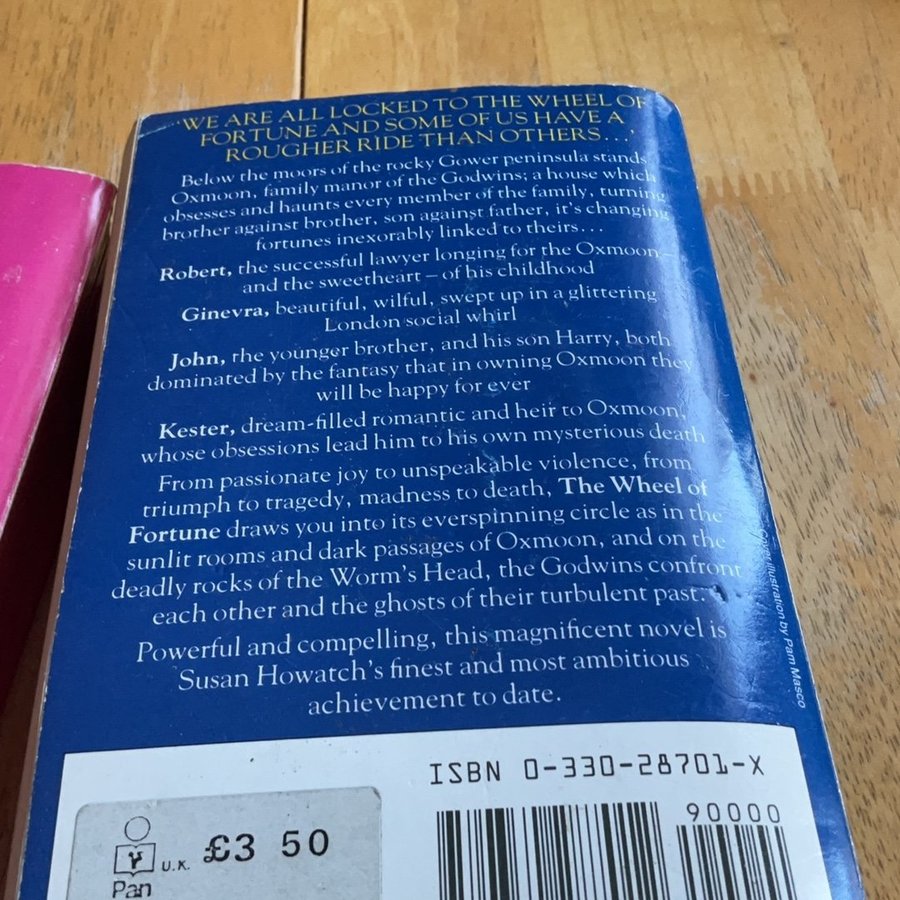 'WE ARE ALL LOCKED TO THE WHEEL OF
FORTUNE AND SOME OF US HAVE A
ROUGHER RIDE THAN OTHERS...'
Below the moors of the rocky Gower peninsula stands
Oxmoon, family manor of the Godwins; a house which
obsesses and haunts every member of the family, turning
brother against brother, son against father, it's changing
fortunes inexorably linked to theirs...
Robert, the successful lawyer longing for the Oxmoon –
and the sweetheart – of his childhood
Ginevra, beautiful, wilful, swept up in a glittering
London social whirl
John, the younger brother, and his son Harry, both
dominated by the fantasy that in owning Oxmoon they
will be happy for ever
Kester, dream-filled romantic and heir to Oxmoon,
whose obsessions lead him to his own mysterious death
From passionate joy to unspeakable violence, from
triumph to tragedy, madness to death, The Wheel of
Fortune draws you into its everspinning circle as in the
sunlit rooms and dark passages of Oxmoon, and on the
deadly rocks of the Worm's Head, the Godwins confront
each other and the ghosts of their turbulent past.
Powerful and compelling, this magnificent novel is
Susan Howatch's finest and most ambitious
achievement to date.
Cover illustration by Pam Masco
ISBN 0-330-28701-X
90000
U.K. £3 50
Pan